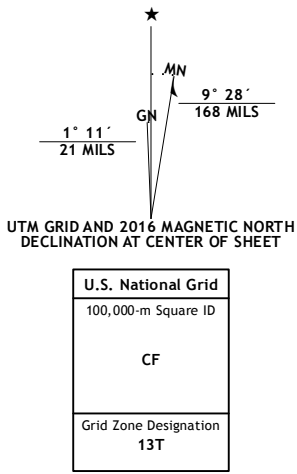 ★
MN
GN
9° 28´
168 MILS
1° 11´
21 MILS
UTM GRID AND 2016 MAGNETIC NORTH
DECLINATION AT CENTER OF SHEET
U.S. National Grid
100,000-m Square ID
CF
Grid Zone Designation
13T